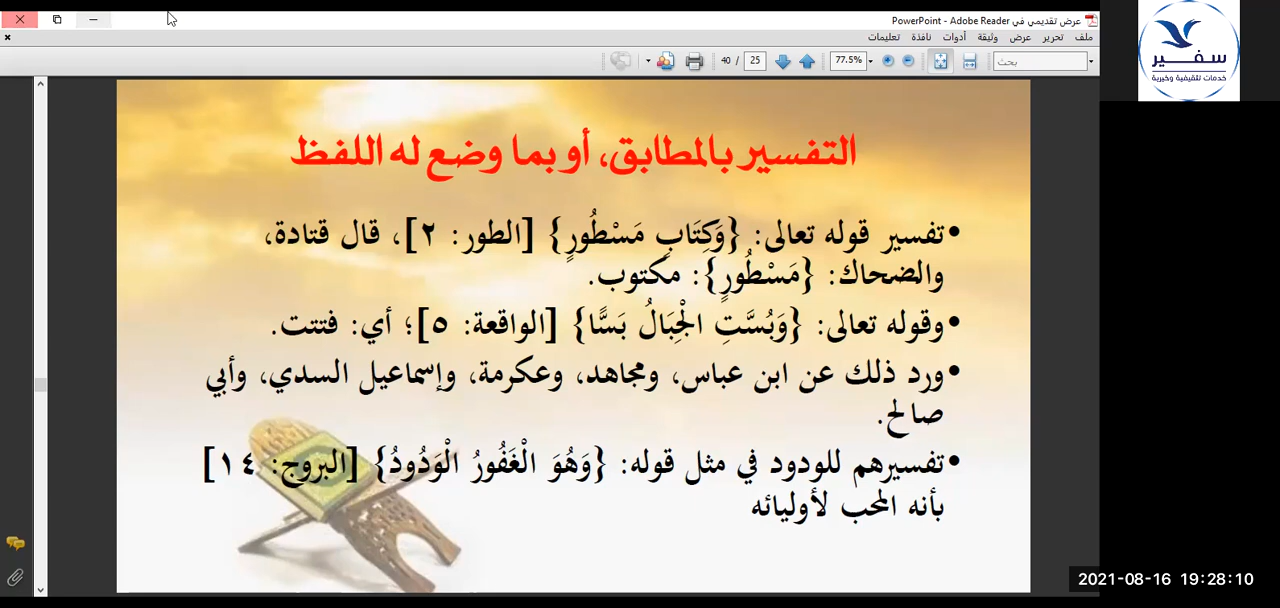 عرض تقديمي في PowerPoint - Adobe Reader
ملف تحرير عرض وثيقة أدوات نافذة تعليمات
40 / 25 77.5% بحث
سفير
خدمات تثقيفية وخيرية
التفسير بالمطابق، أو بما وضع له اللفظ
• تفسير قوله تعالى: {وَكِتَابٍ مَسْطُورٍ} [الطور: ٢]، قال قتادة،
والضحاك: {مَسْطُورٍ}: مكتوب.
• وقوله تعالى: {وَبُسَّتِ الْجِبَالُ بَسًّا} [الواقعة: ٥]؛ أي: فتتت.
• ورد ذلك عن ابن عباس، ومجاهد، وعكرمة، وإسماعيل السدي، وأبي
صالح.
• تفسيرهم للودود في مثل قوله: {وَهُوَ الْغَفُورُ الْوَدُودُ} [البروج: ١٤]
بأنه المحب لأوليائه
2021-08-16 19:28:10